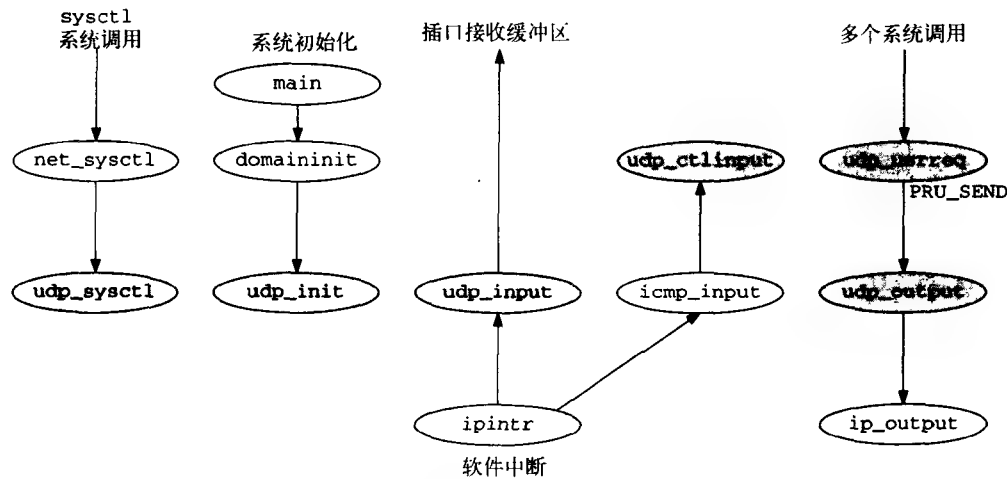 sysctl
系统调用
系统初始化
插口接收缓冲区
多个系统调用
main
net_sysctl
domaininit
udp_ctlinput
udp_usrreq
PRU_SEND
udp_sysctl
udp_init
udp_input
icmp_input
udp_output
ipintr
ip_output
软件中断